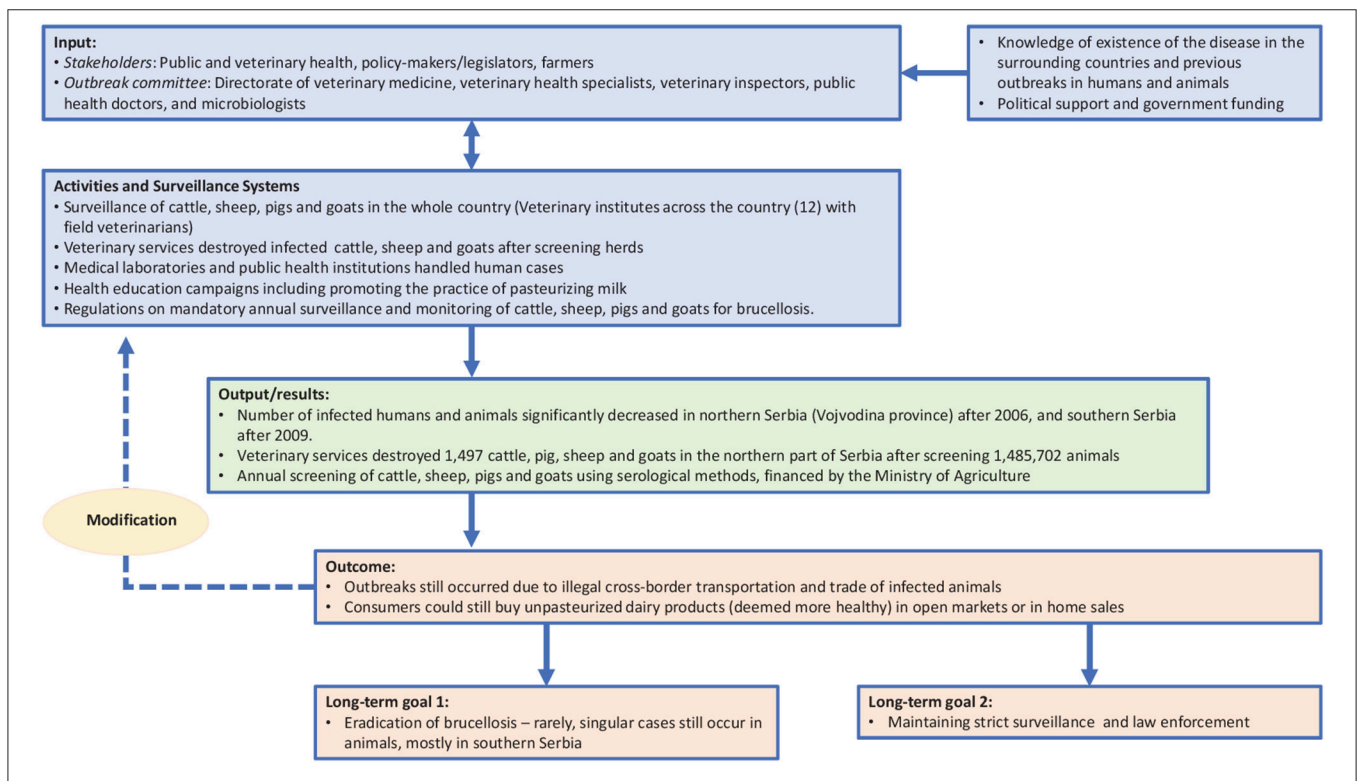 Input:
• Stakeholders: Public and veterinary health, policy-makers/legislators, farmers
• Outbreak committee: Directorate of veterinary medicine, veterinary health specialists, veterinary inspectors, public
health doctors, and microbiologists
• Knowledge of existence of the disease in the
surrounding countries and previous
outbreaks in humans and animals
• Political support and government funding
Activities and Surveillance Systems
• Surveillance of cattle, sheep, pigs and goats in the whole country (Veterinary institutes across the country (12) with
field veterinarians)
• Veterinary services destroyed infected cattle, sheep and goats after screening herds
• Medical laboratories and public health institutions handled human cases
• Health education campaigns including promoting the practice of pasteurizing milk
• Regulations on mandatory annual surveillance and monitoring of cattle, sheep, pigs and goats for brucellosis.
Output/results:
• Number of infected humans and animals significantly decreased in northern Serbia (Vojvodina province) after 2006, and southern Serbia
after 2009.
• Veterinary services destroyed 1,497 cattle, pig, sheep and goats in the northern part of Serbia after screening 1,485,702 animals
• Annual screening of cattle, sheep, pigs and goats using serological methods, financed by the Ministry of Agriculture
Modification
Outcome:
• Outbreaks still occurred due to illegal cross-border transportation and trade of infected animals
• Consumers could still buy unpasteurized dairy products (deemed more healthy) in open markets or in home sales
Long-term goal 1:
• Eradication of brucellosis – rarely, singular cases still occur in
animals, mostly in southern Serbia
Long-term goal 2:
• Maintaining strict surveillance and law enforcement